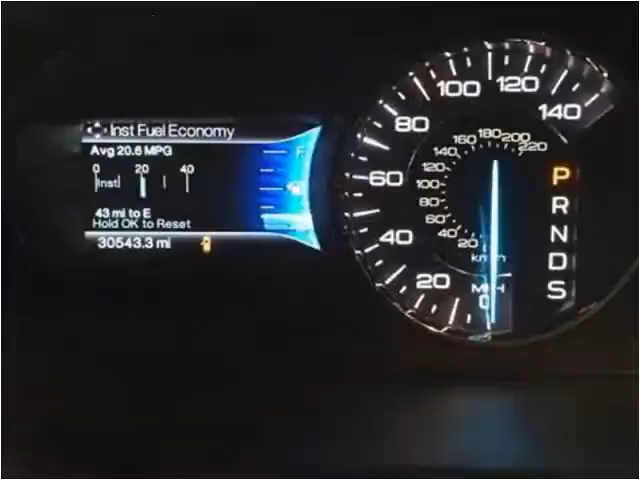 Inst Fuel Economy
Avg 20.6 MPG
0 20 40
Inst
43 mi to E
Hold OK to Reset
30543.3 mi
F
0 20 40 60 80 100 120 140
MPH
20 40 60 80 100 120 140 160 180 200 220
km/h
P
R
N
D
S